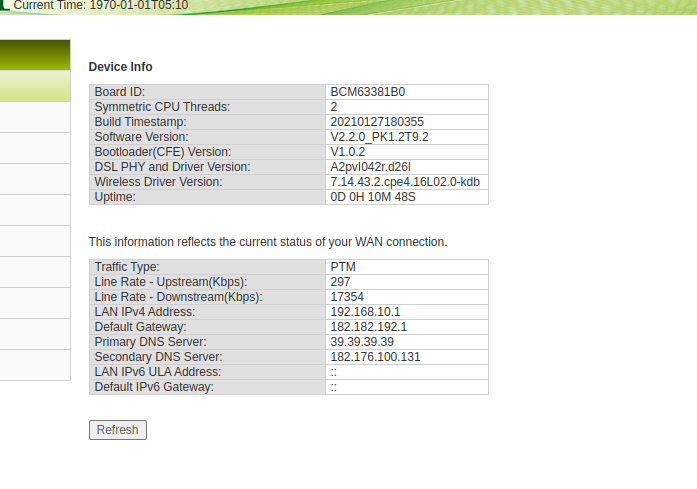 Current Time: 1970-01-01T05:10
Device Info
Board ID: BCM63381B0
Symmetric CPU Threads: 2
Build Timestamp: 20210127180355
Software Version: V2.2.0_PK1.2T9.2
Bootloader(CFE) Version: V1.0.2
DSL PHY and Driver Version: A2pvI042r.d26l
Wireless Driver Version: 7.14.43.2.cpe4.16L02.0-kdb
Uptime: 0D 0H 10M 48S
This information reflects the current status of your WAN connection.
Traffic Type: PTM
Line Rate - Upstream(Kbps): 297
Line Rate - Downstream(Kbps): 17354
LAN IPv4 Address: 192.168.10.1
Default Gateway: 182.182.192.1
Primary DNS Server: 39.39.39.39
Secondary DNS Server: 182.176.100.131
LAN IPv6 ULA Address: ::
Default IPv6 Gateway: ::
Refresh